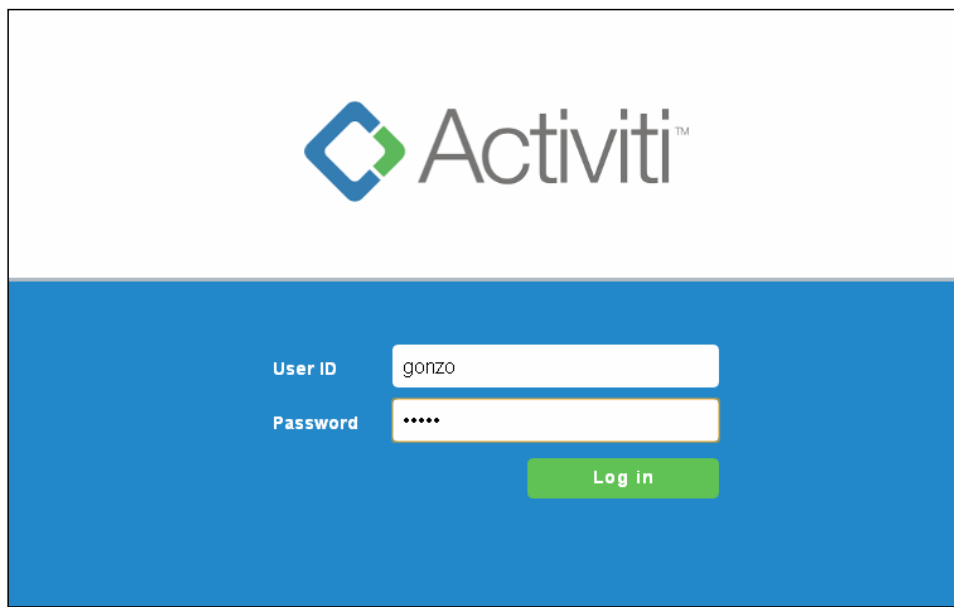 Activiti™
User ID
gonzo
Password
•••••
Log in